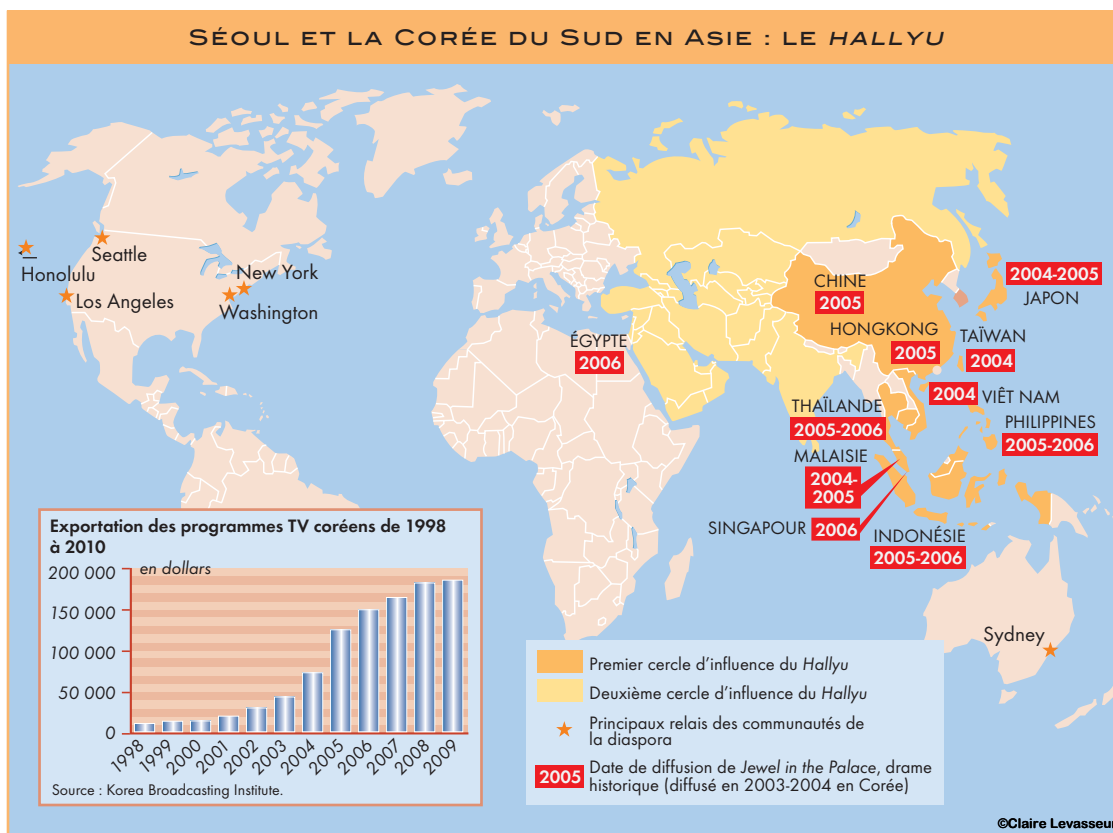 SÉOUL ET LA CORÉE DU SUD EN ASIE : LE HALLYU
Seattle
Honolulu
Los Angeles
New York
Washington
ÉGYPTE
2006
CHINE
2005
HONGKONG
2005
2004-2005
JAPON
TAÏWAN
2004
2004
VIÊT NAM
THAÏLANDE
2005-2006
PHILIPPINES
2005-2006
MALAISIE
2004-
2005
SINGAPOUR
2006
INDONÉSIE
2005-2006
Sydney
Exportation des programmes TV coréens de 1998
à 2010
en dollars
200 000
150 000
100 000
50 000
0
1998
1999
2000
2001
2002
2003
2004
2005
2006
2007
2008
2009
Source : Korea Broadcasting Institute.
Premier cercle d'influence du Hallyu
Deuxième cercle d'influence du Hallyu
Principaux relais des communautés de
la diaspora
2005 Date de diffusion de Jewel in the Palace, drame
historique (diffusé en 2003-2004 en Corée)
©Claire Levasseur